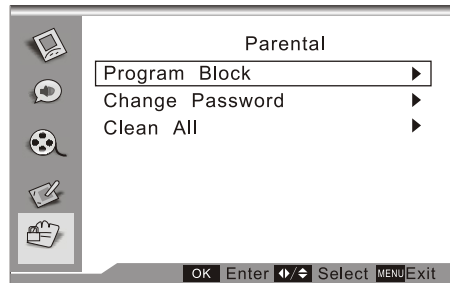 Parental
Program Block
Change Password
Clean All
OK Enter / Select MENU Exit